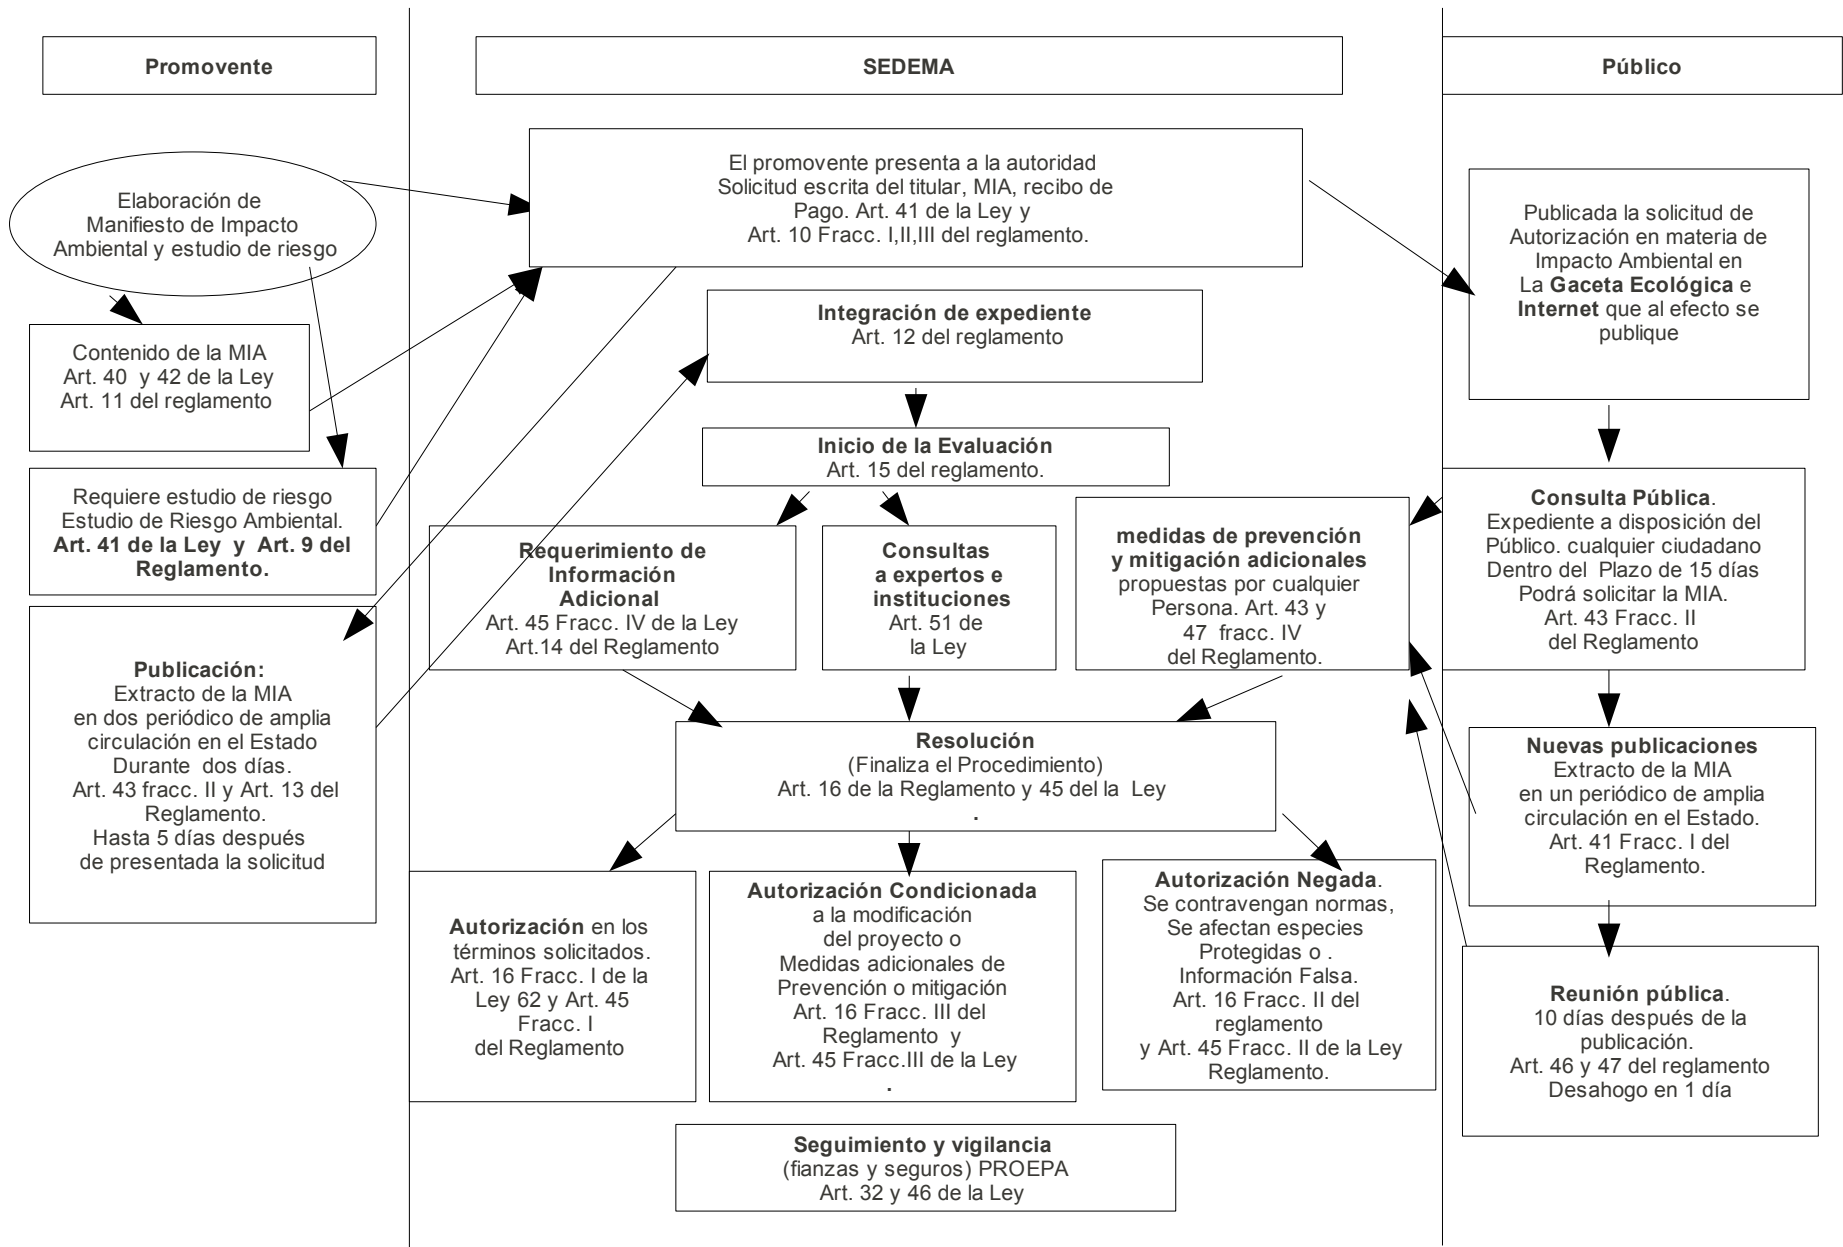 Promovente
SEDEMA
Público
Elaboración de
Manifiesto de Impacto
Ambiental y estudio de riesgo
Contenido de la MIA
Art. 40 y 42 de la Ley
Art. 11 del reglamento
Requiere estudio de riesgo
Estudio de Riesgo Ambiental.
Art. 41 de la Ley y Art. 9 del
Reglamento.
Publicación:
Extracto de la MIA
en dos periódico de amplia
circulación en el Estado
Durante dos días.
Art. 43 fracc. II y Art. 13 del
Reglamento.
Hasta 5 días después
de presentada la solicitud
El promovente presenta a la autoridad
Solicitud escrita del titular, MIA, recibo de
Pago. Art. 41 de la Ley y
Art. 10 Fracc. I,II,III del reglamento.
Integración de expediente
Art. 12 del reglamento
Inicio de la Evaluación
Art. 15 del reglamento.
Requerimiento de
Información
Adicional
Art. 45 Fracc. IV de la Ley
Art.14 del Reglamento
Consultas
a expertos e
instituciones
Art. 51 de
la Ley
medidas de prevención
y mitigación adicionales
propuestas por cualquier
Persona. Art. 43 y
47 fracc. IV
del Reglamento.
Resolución
(Finaliza el Procedimiento)
Art. 16 de la Reglamento y 45 del la Ley
.
Autorización en los
términos solicitados.
Art. 16 Fracc. I de la
Ley 62 y Art. 45
Fracc. I
del Reglamento
Autorización Condicionada
a la modificación
del proyecto o
Medidas adicionales de
Prevención o mitigación
Art. 16 Fracc. III del
Reglamento y
Art. 45 Fracc.III de la Ley
.
Autorización Negada.
Se contravengan normas,
Se afectan especies
Protegidas o .
Información Falsa.
Art. 16 Fracc. II del
reglamento
y Art. 45 Fracc. II de la Ley
Reglamento.
Seguimiento y vigilancia
(fianzas y seguros) PROEPA
Art. 32 y 46 de la Ley
Publicada la solicitud de
Autorización en materia de
Impacto Ambiental en
La Gaceta Ecológica e
Internet que al efecto se
publique
Consulta Pública.
Expediente a disposición del
Público. cualquier ciudadano
Dentro del Plazo de 15 días
Podrá solicitar la MIA.
Art. 43 Fracc. II
del Reglamento
Nuevas publicaciones
Extracto de la MIA
en un periódico de amplia
circulación en el Estado.
Art. 41 Fracc. I del
Reglamento.
Reunión pública.
10 días después de la
publicación.
Art. 46 y 47 del reglamento
Desahogo en 1 día